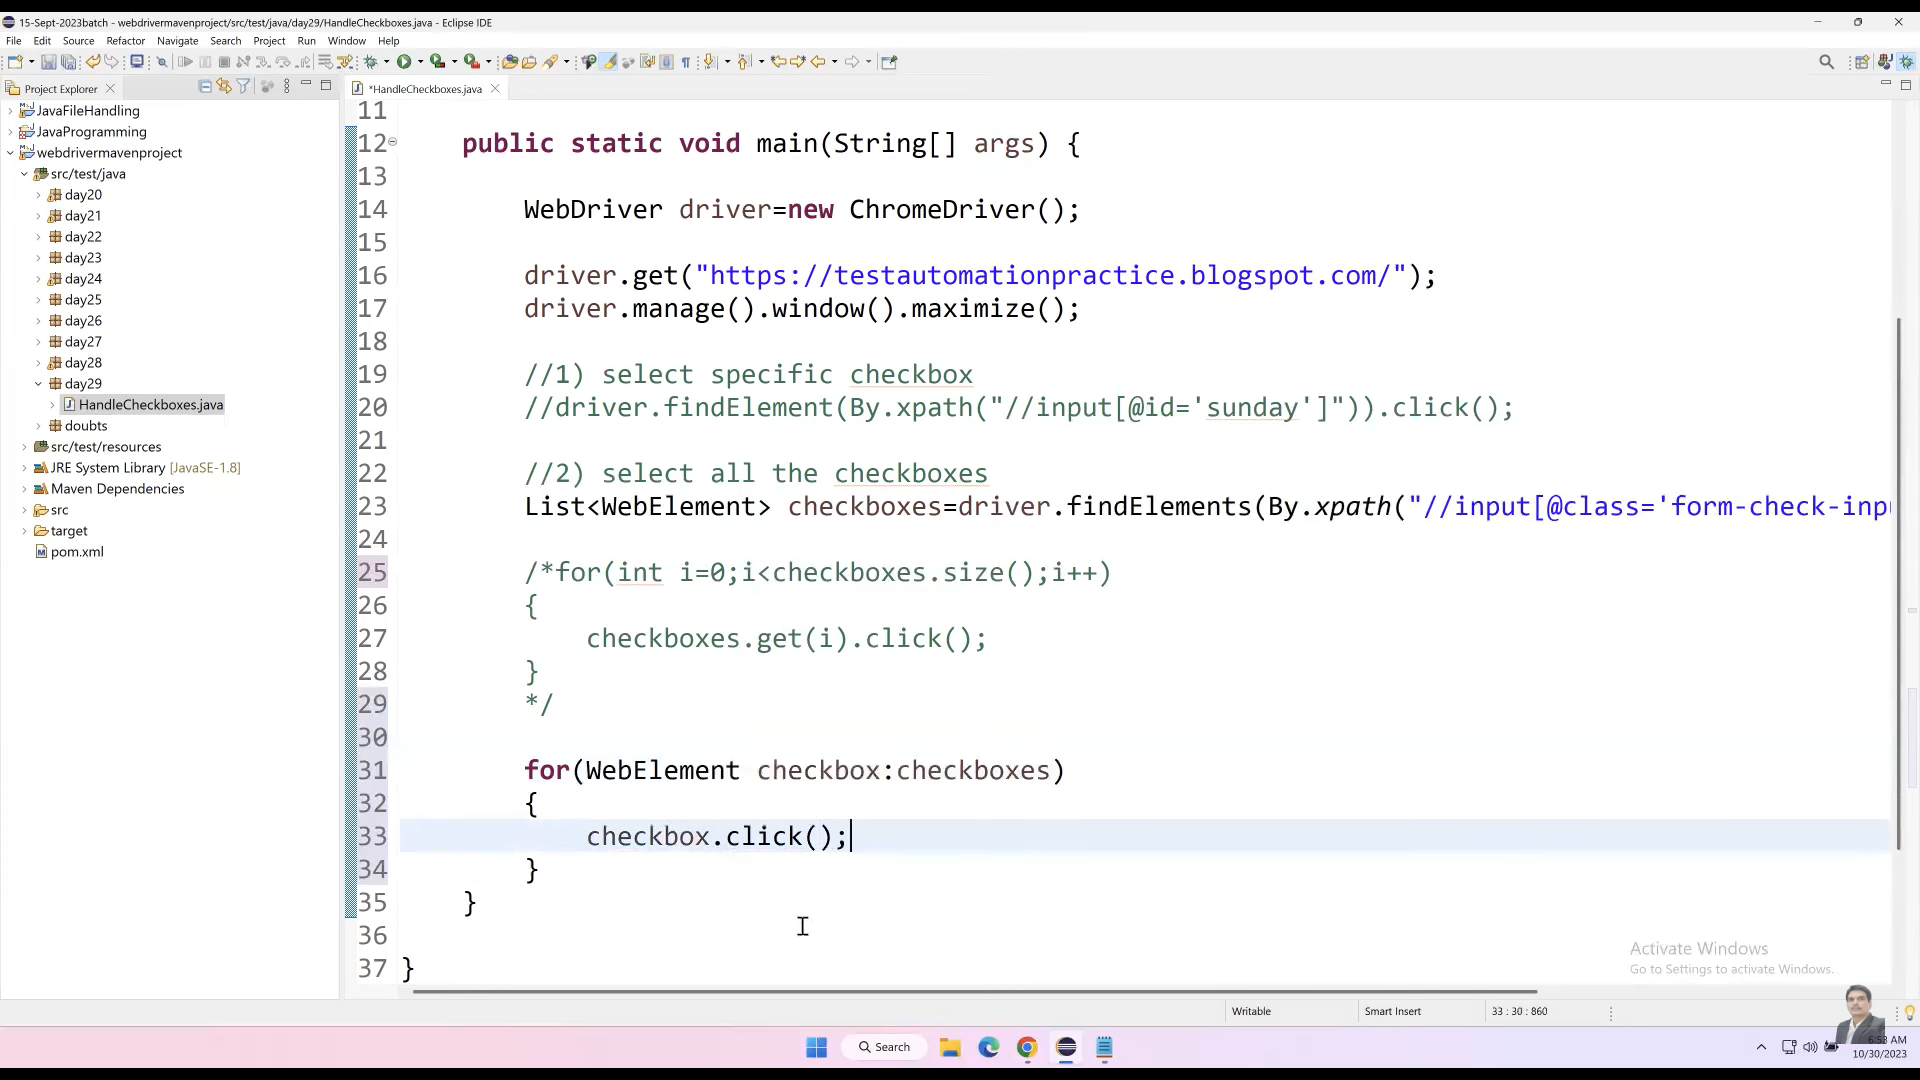 15-Sept-2023batch - webdrivermavenproject/src/test/java/day29/HandleCheckboxes.java - Eclipse IDE
File Edit Source Refactor Navigate Search Project Run Window Help
Project Explorer
*HandleCheckboxes.java
JavaFileHandling
JavaProgramming
webdrivermavenproject
src/test/java
day20
day21
day22
day23
day24
day25
day26
day27
day28
day29
HandleCheckboxes.java
doubts
src/test/resources
JRE System Library [JavaSE-1.8]
Maven Dependencies
src
target
pom.xml
11
12 public static void main(String[] args) {
13
14 WebDriver driver=new ChromeDriver();
15
16 driver.get("https://testautomationpractice.blogspot.com/");
17 driver.manage().window().maximize();
18
19 //1) select specific checkbox
20 //driver.findElement(By.xpath("//input[@id='sunday']")).click();
21
22 //2) select all the checkboxes
23 List<WebElement> checkboxes=driver.findElements(By.xpath("//input[@class='form-check-inp
24
25 /*for(int i=0;i<checkboxes.size();i++)
26 {
27 checkboxes.get(i).click();
28 }
29 */
30
31 for(WebElement checkbox:checkboxes)
32 {
33 checkbox.click();
34 }
35 }
36
37 }
Activate Windows
Go to Settings to activate Windows.
Writable Smart Insert 33 : 30 : 860
Search
6:53 AM
10/30/2023